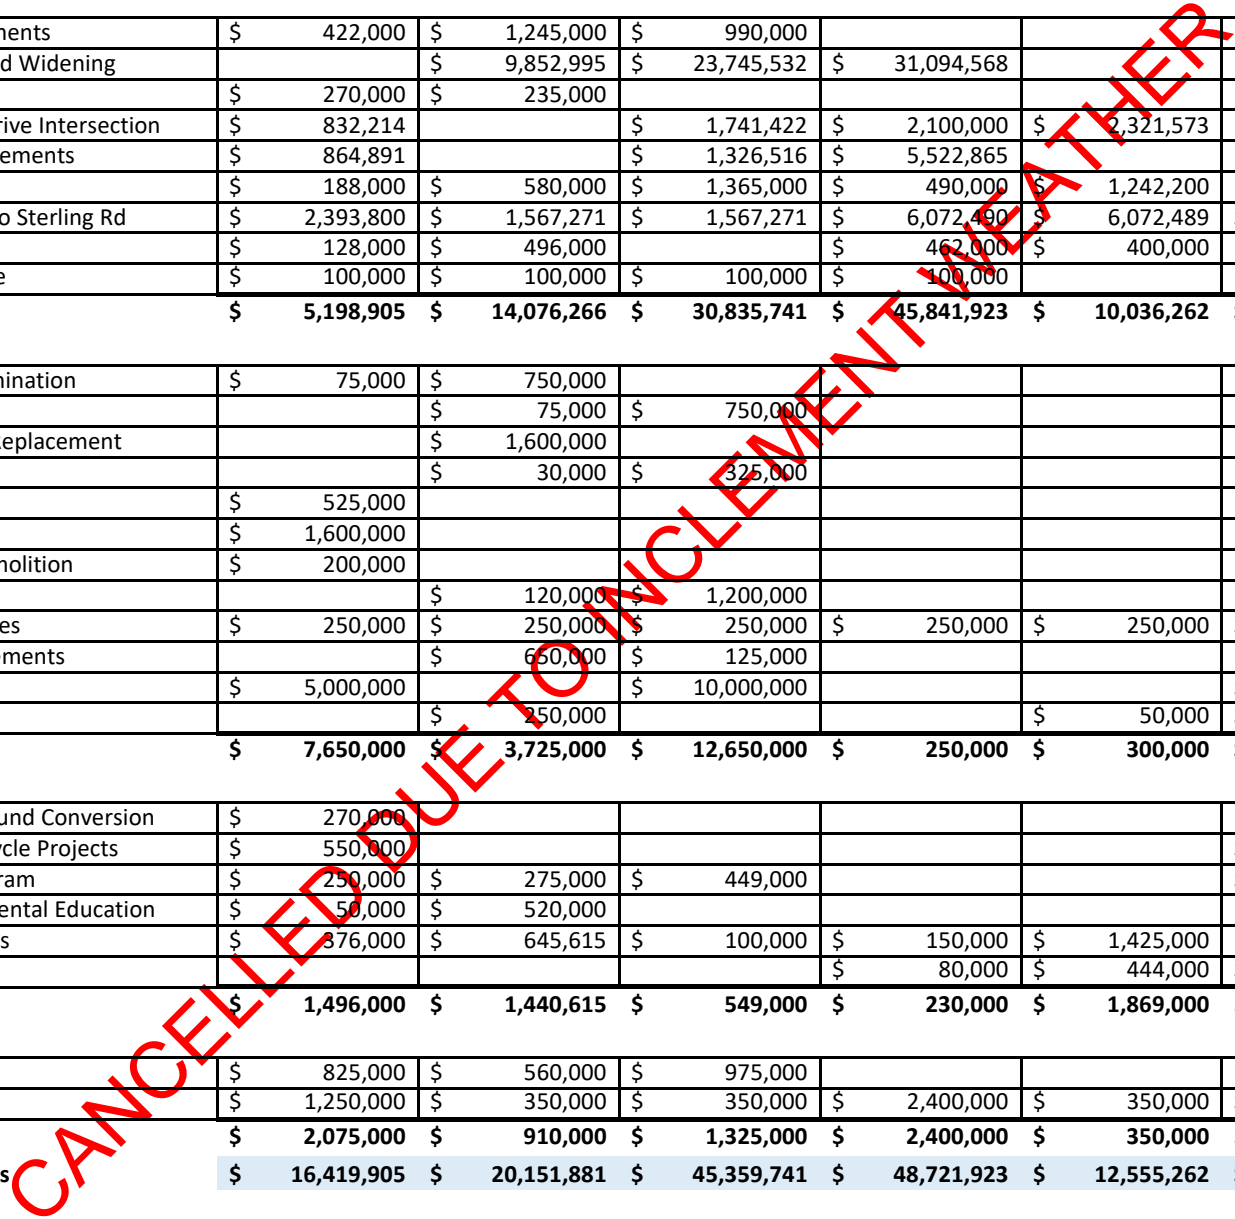 ments $ 422,000 $ 1,245,000 $ 990,000
d Widening $ 9,852,995 $ 23,745,532 $ 31,094,568
$ 270,000 $ 235,000
rive Intersection $ 832,214 $ 1,741,422 $ 2,100,000 $ 2,321,573
ements $ 864,891 $ 1,326,516 $ 5,522,865
$ 188,000 $ 580,000 $ 1,365,000 $ 490,000 $ 1,242,200
o Sterling Rd $ 2,393,800 $ 1,567,271 $ 1,567,271 $ 6,072,490 $ 6,072,489
$ 128,000 $ 496,000 $ 462,000 $ 400,000
e $ 100,000 $ 100,000 $ 100,000 $ 100,000
$ 5,198,905 $ 14,076,266 $ 30,835,741 $ 45,841,923 $ 10,036,262
mination $ 75,000 $ 750,000
$ 75,000 $ 750,000
Replacement $ 1,600,000
$ 30,000 $ 325,000
$ 525,000
$ 1,600,000
molition $ 200,000
$ 120,000 $ 1,200,000
es $ 250,000 $ 250,000 $ 250,000 $ 250,000 $ 250,000
ements $ 650,000 $ 125,000
$ 5,000,000 $ 10,000,000
$ 250,000 $ 50,000
$ 7,650,000 $ 3,725,000 $ 12,650,000 $ 250,000 $ 300,000
und Conversion $ 270,000
ycle Projects $ 550,000
ram $ 250,000 $ 275,000 $ 449,000
ental Education $ 50,000 $ 520,000
s $ 376,000 $ 645,615 $ 100,000 $ 150,000 $ 1,425,000
$ 80,000 $ 444,000
$ 1,496,000 $ 1,440,615 $ 549,000 $ 230,000 $ 1,869,000
$ 825,000 $ 560,000 $ 975,000
$ 1,250,000 $ 350,000 $ 350,000 $ 2,400,000 $ 350,000
$ 2,075,000 $ 910,000 $ 1,325,000 $ 2,400,000 $ 350,000
s $ 16,419,905 $ 20,151,881 $ 45,359,741 $ 48,721,923 $ 12,555,262
CANCELLED DUE TO INCLEMENT WEATHER